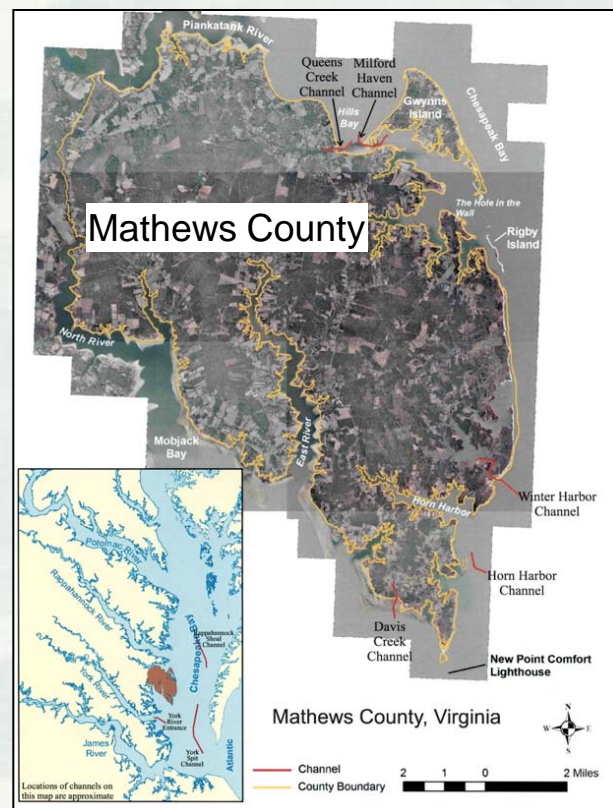 Piankatank River
Queens
Creek
Channel
Milford
Haven
Channel
Hills
Bay
Gwynns
Island
Chesapeak Bay
The Hole in the
Wall
Rigby
Island
Mathews County
North River
Mobjack
Bay
East River
Horn Harbor
Winter Harbor
Channel
Horn Harbor
Channel
Davis
Creek
Channel
New Point Comfort
Lighthouse
Potomac River
Rappahannock River
Rappahannock
Shoal
Channel
Chesapeake Bay
York River
York
River
Entrance
York
Spit
Channel
James
River
Atlantic
Locations of channels on
this map are approximate
Mathews County, Virginia
N
W
E
S
Channel
County Boundary
2 1 0 2 Miles